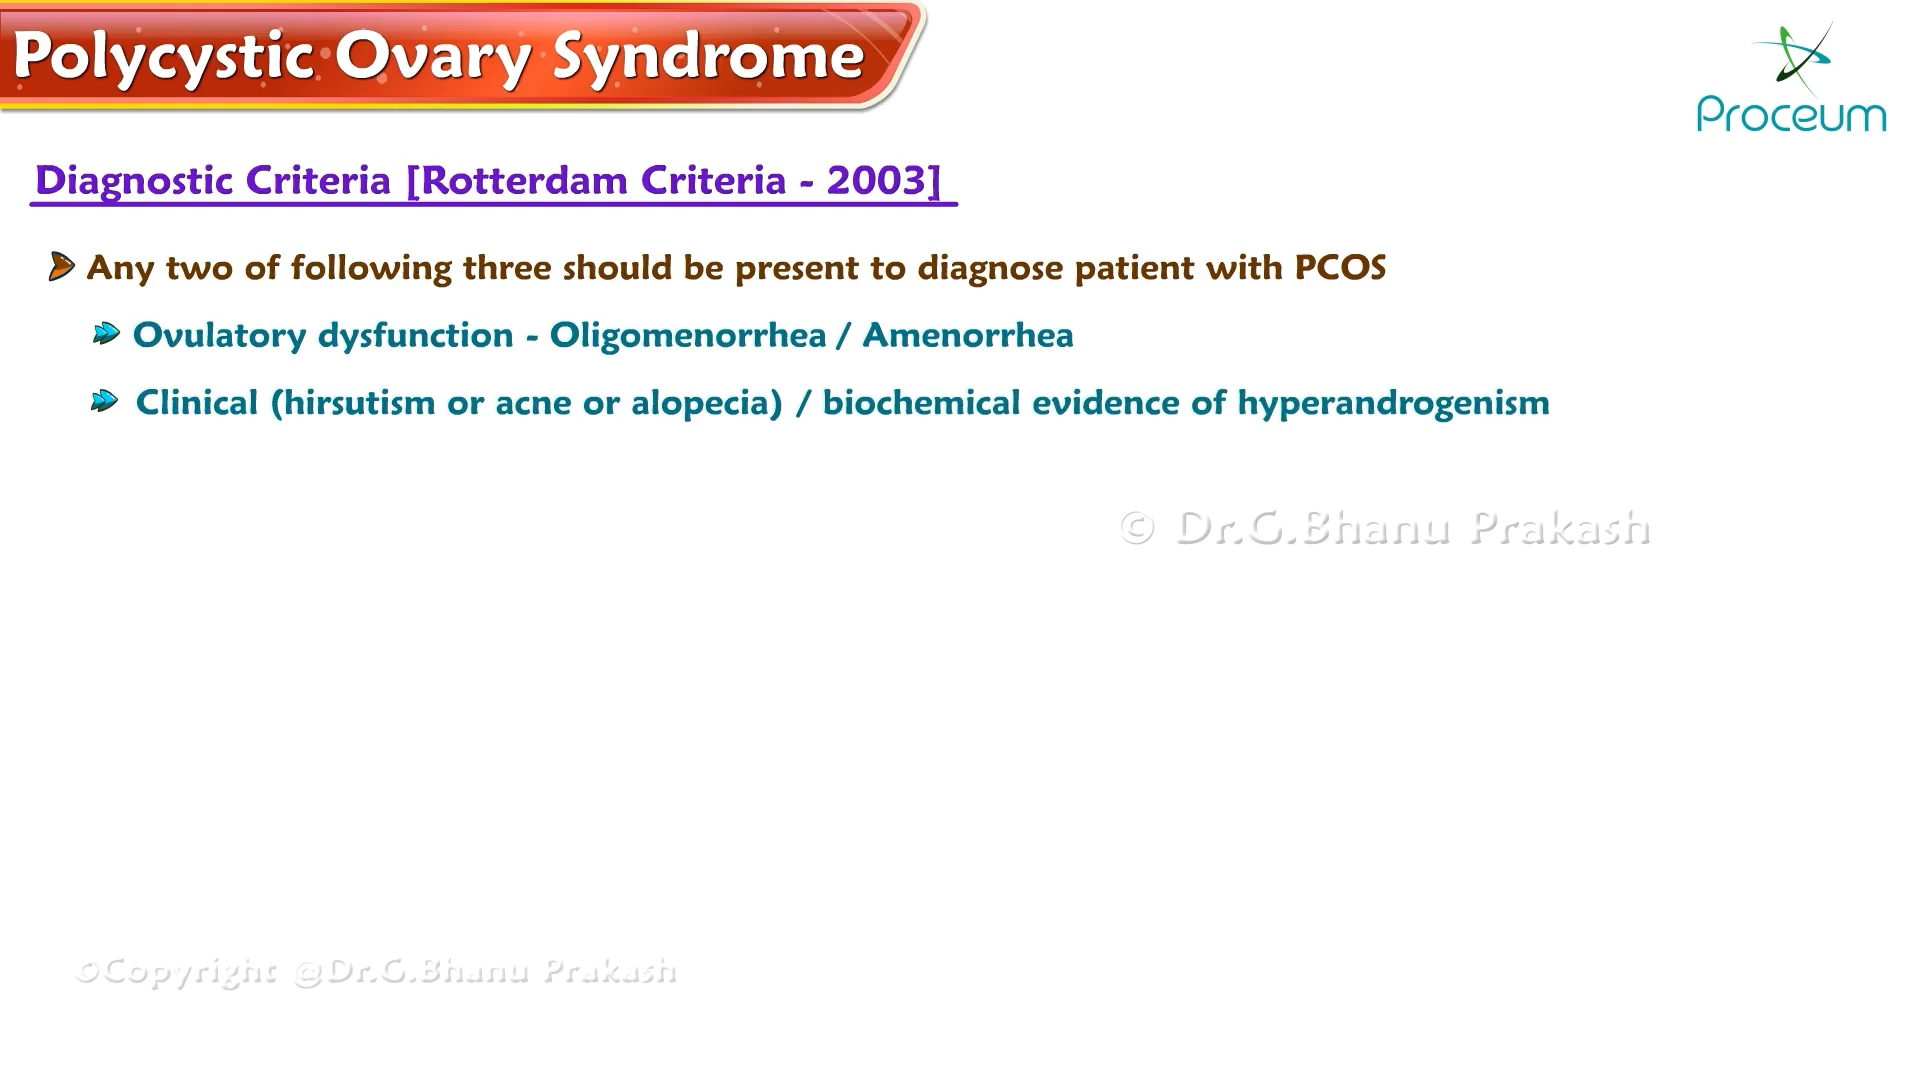 Polycystic Ovary Syndrome
Proceum
Diagnostic Criteria [Rotterdam Criteria - 2003]
Any two of following three should be present to diagnose patient with PCOS
Ovulatory dysfunction - Oligomenorrhea / Amenorrhea
Clinical (hirsutism or acne or alopecia) / biochemical evidence of hyperandrogenism
© Dr.G.Bhanu Prakash
©Copyright @Dr.G.Bhanu Prakash